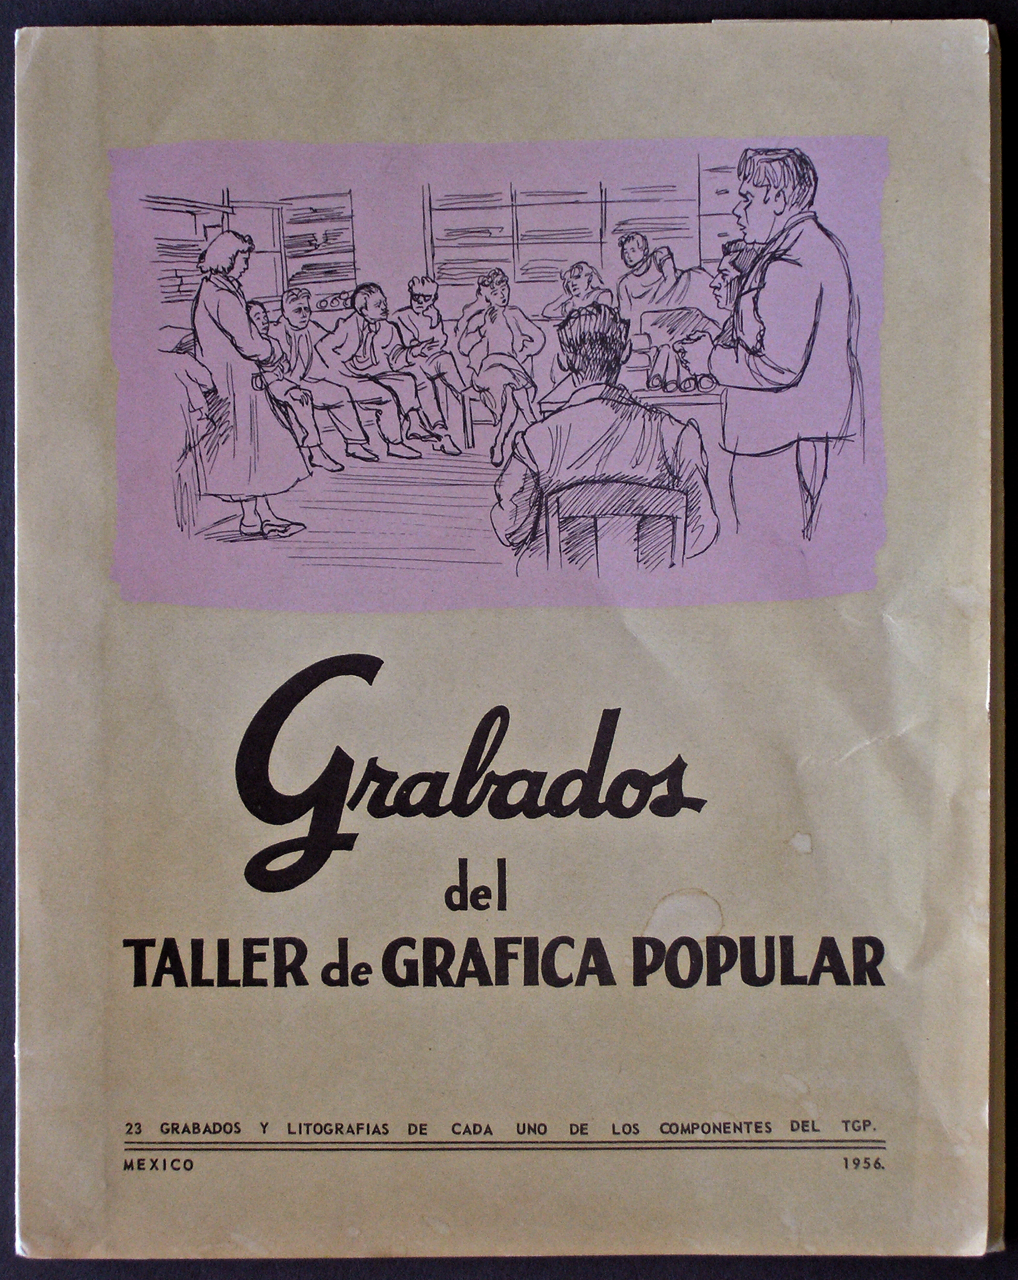 Grabados
del
TALLER de GRAFICA POPULAR
23 GRABADOS Y LITOGRAFIAS DE CADA UNO DE LOS COMPONENTES DEL TGP.
MEXICO 1956.